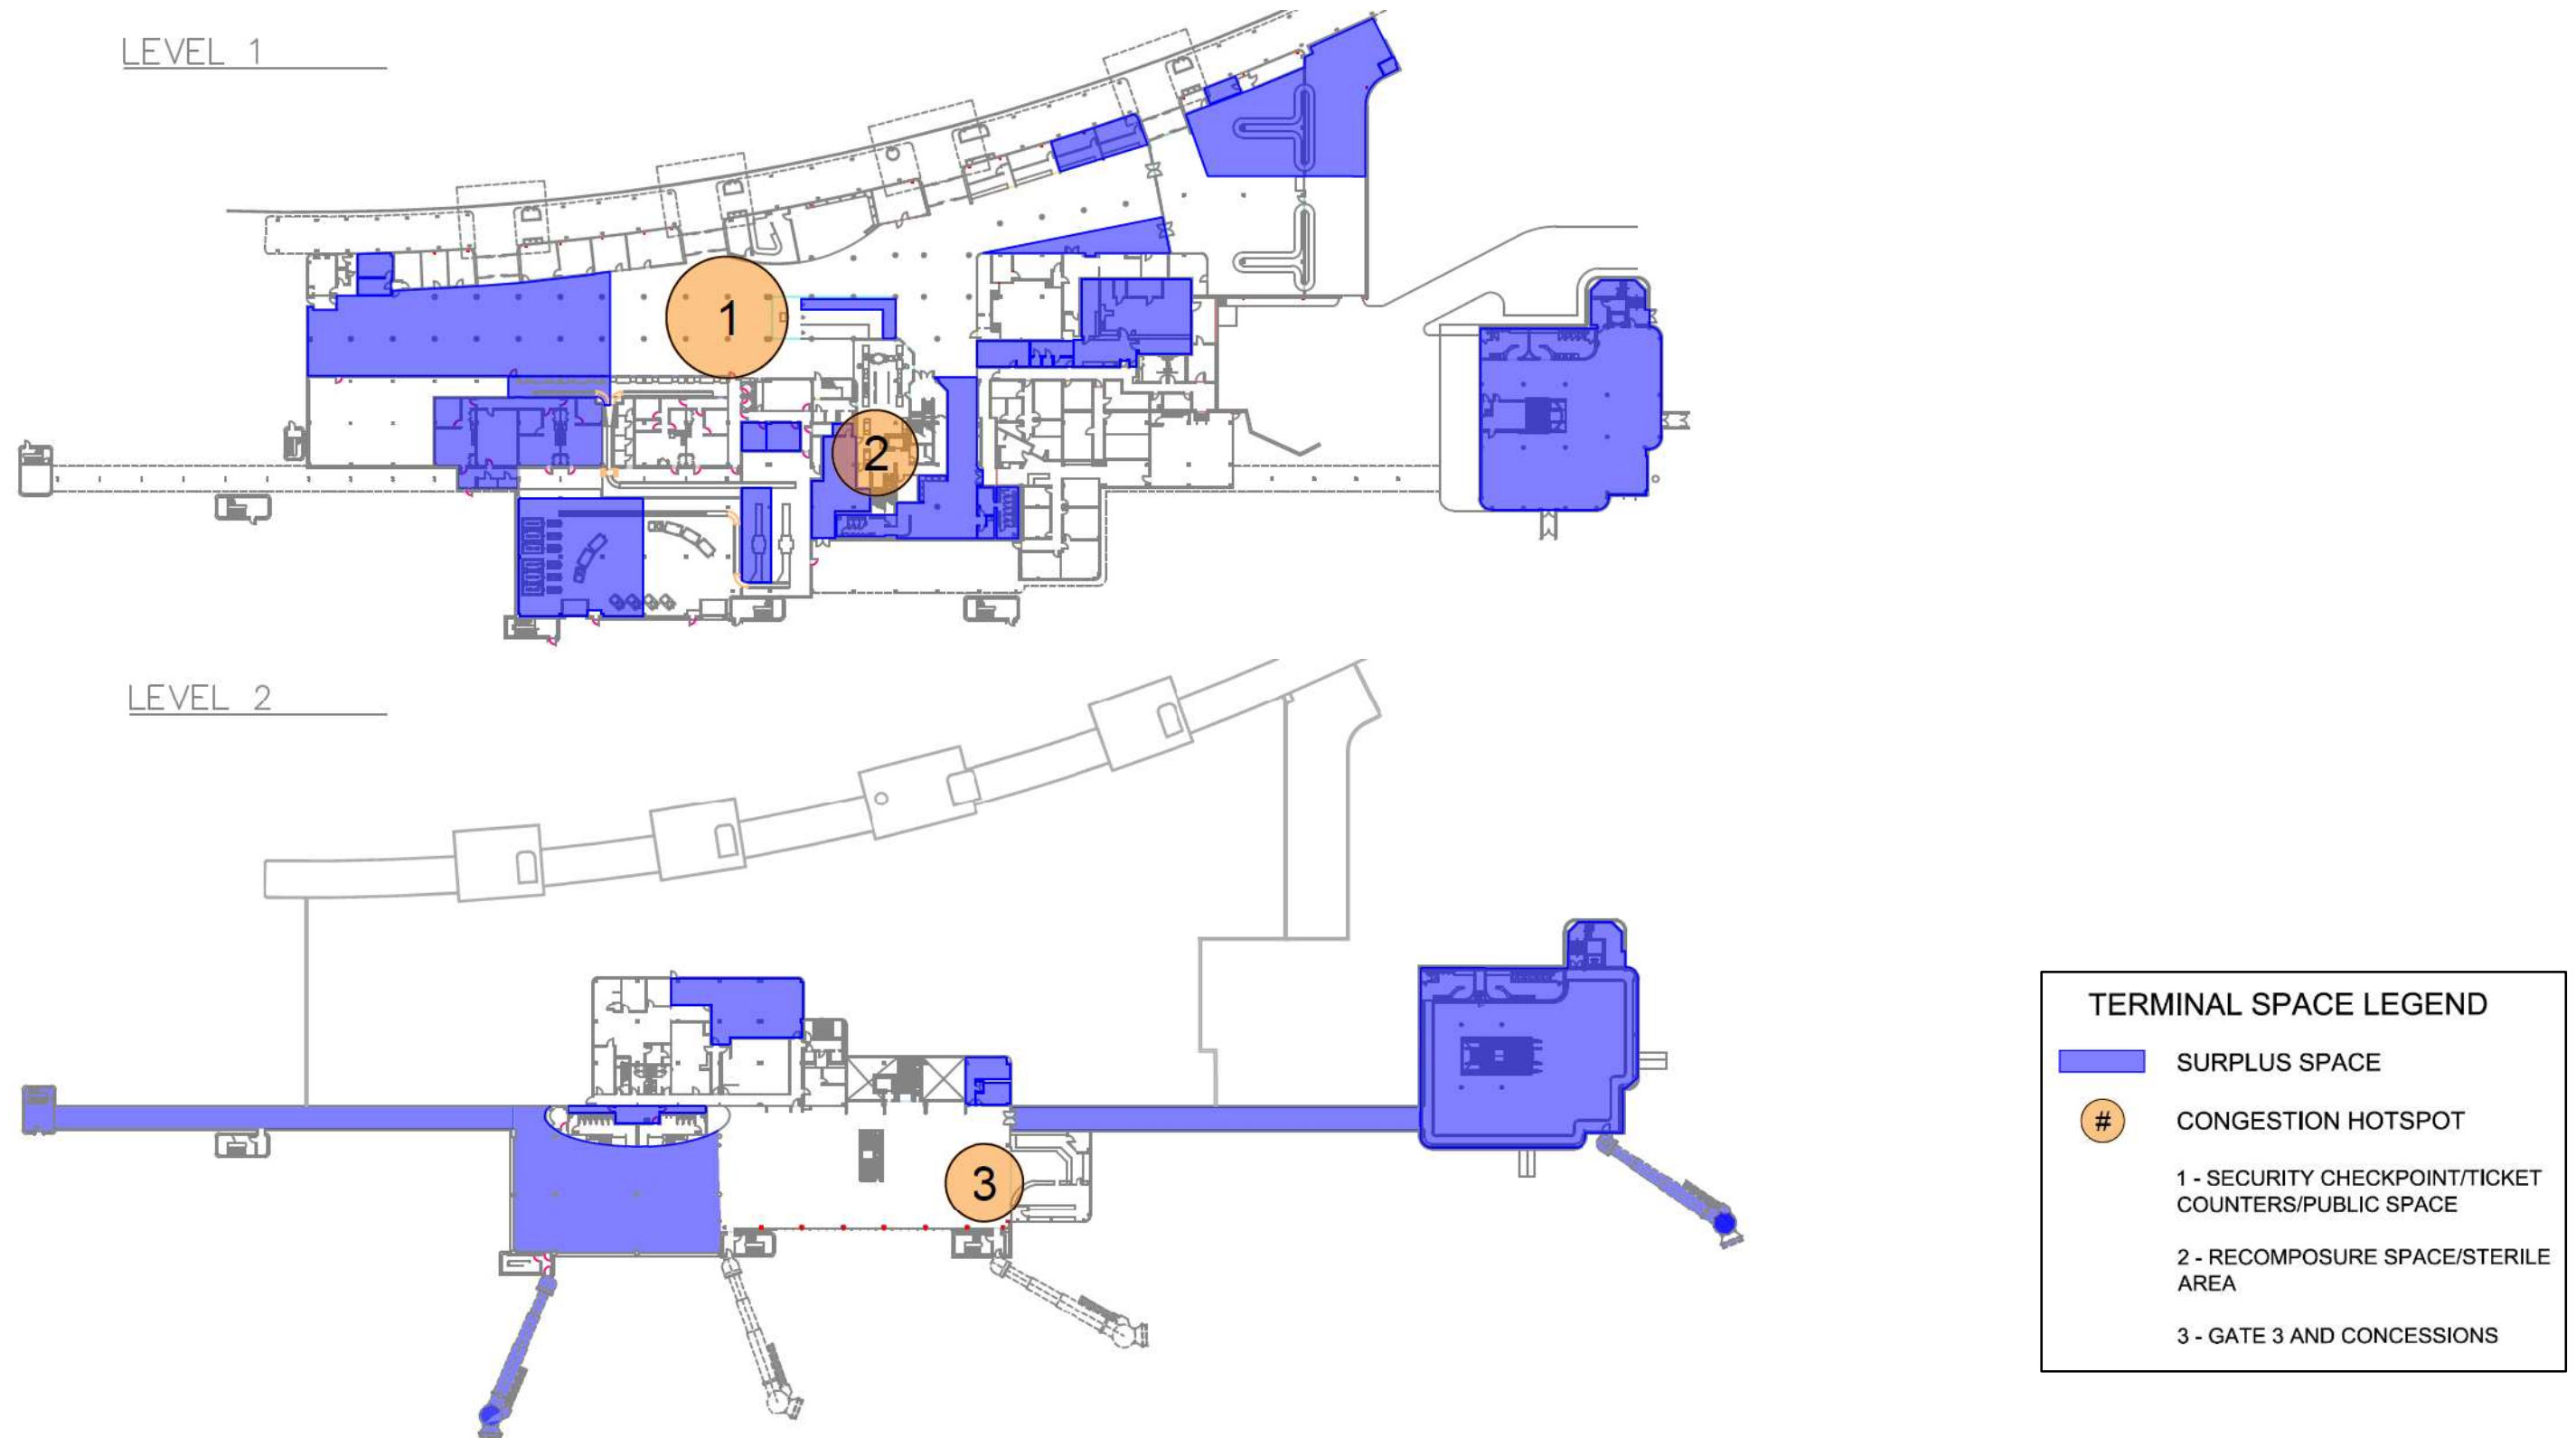 LEVEL 1
1
2
LEVEL 2
3
TERMINAL SPACE LEGEND
SURPLUS SPACE
#
CONGESTION HOTSPOT
1 - SECURITY CHECKPOINT/TICKET
COUNTERS/PUBLIC SPACE
2 - RECOMPOSURE SPACE/STERILE
AREA
3 - GATE 3 AND CONCESSIONS